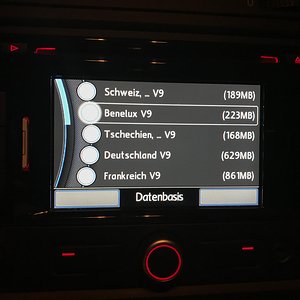 Schweiz, ... V9 (189MB)
Benelux V9 (223MB)
Tschechien, ... V9 (168MB)
Deutschland V9 (629MB)
Frankreich V9 (861MB)
Datenbasis